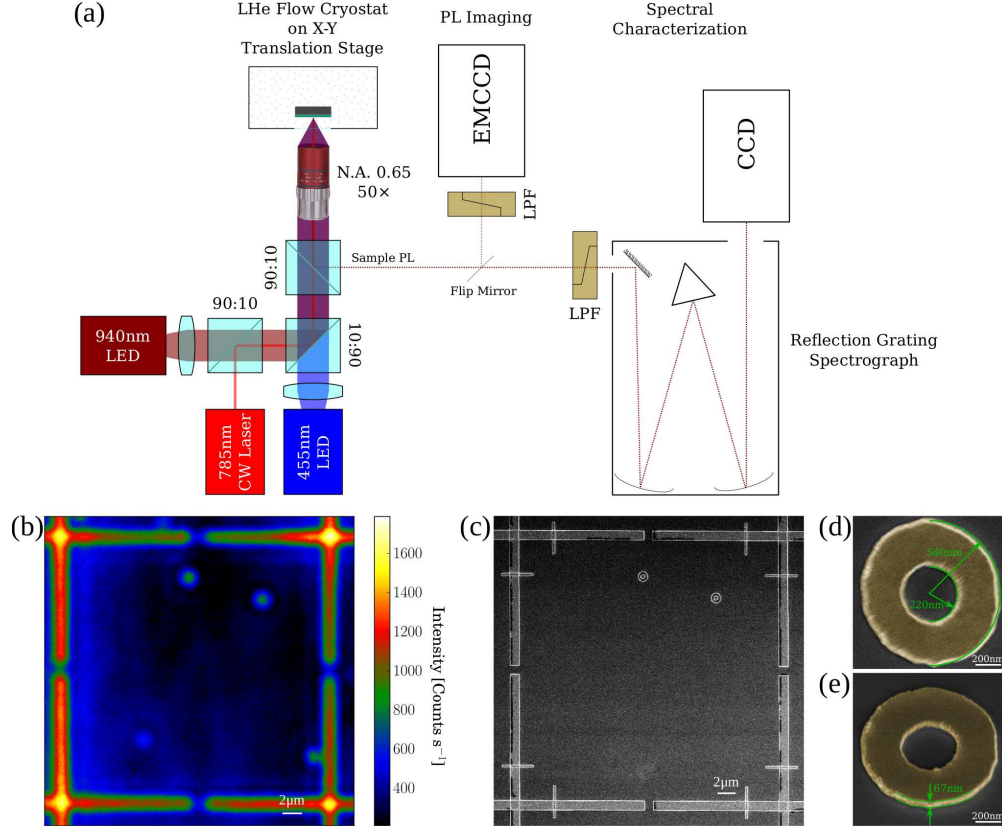 (a)
LHe Flow Cryostat
on X-Y
Translation Stage
PL Imaging
Spectral
Characterization
EMCCD
CCD
N.A. 0.65
50×
LPF
90:10
Sample PL
Flip Mirror
LPF
90:10
10:90
940nm
LED
Reflection Grating
Spectrograph
785nm
CW Laser
455nm
LED
(b)
1600
1400
1200
1000
800
600
400
Intensity [Counts s⁻¹]
2μm
(c)
2μm
(d)
540nm
220nm
200nm
(e)
67nm
200nm